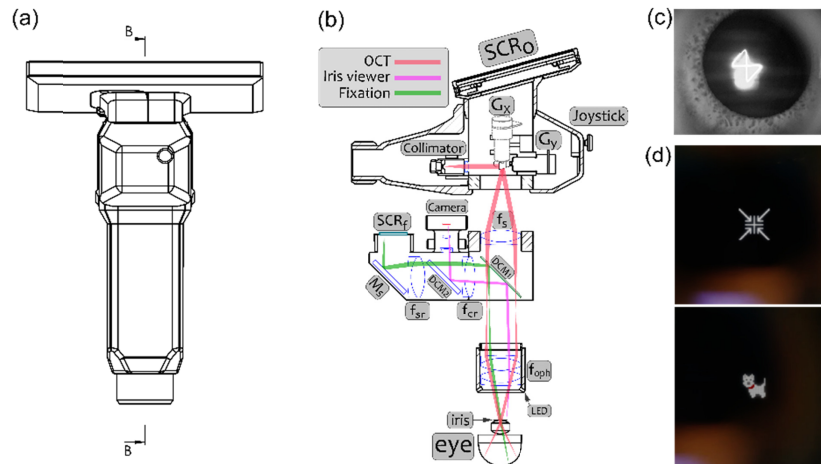 (a)
B
B
(b)
OCT
Iris viewer
Fixation
SCRO
GX
Joystick
Collimator
Gy
Camera
SCRf
fs
DCM1
Ms
DCM2
fsr
fcr
foph
LED
iris
eye
(c)
(d)